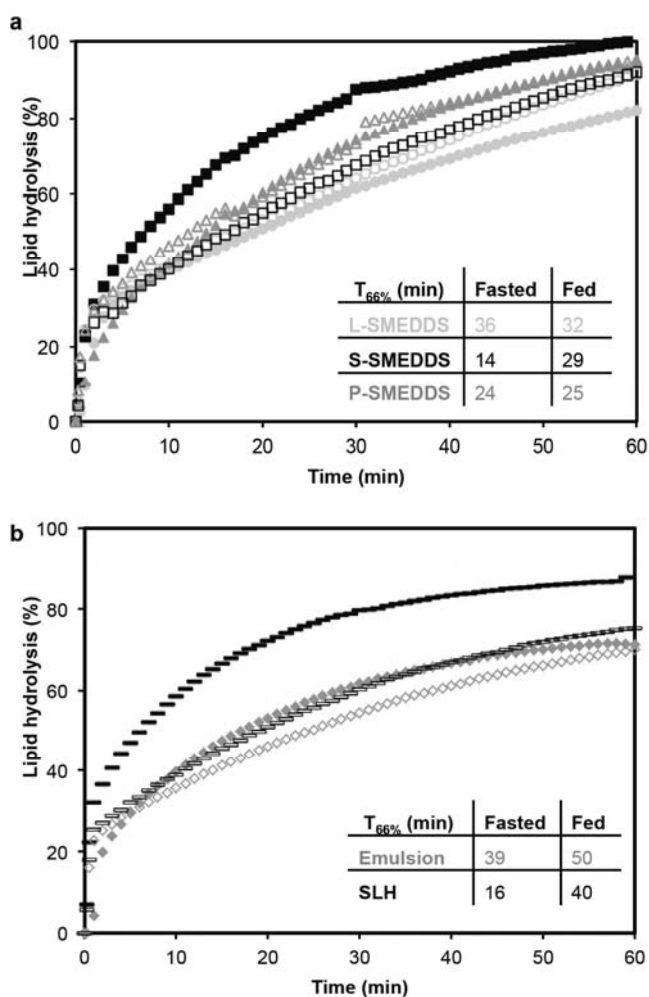 a
100
80
60
40
20
0
Lipid hydrolysis (%)
T66% (min) Fasted Fed
L-SMEDDS 36 32
S-SMEDDS 14 29
P-SMEDDS 24 25
0 10 20 30 40 50 60
Time (min)
b
100
80
60
40
20
0
Lipid hydrolysis (%)
T66% (min) Fasted Fed
Emulsion 39 50
SLH 16 40
0 10 20 30 40 50 60
Time (min)